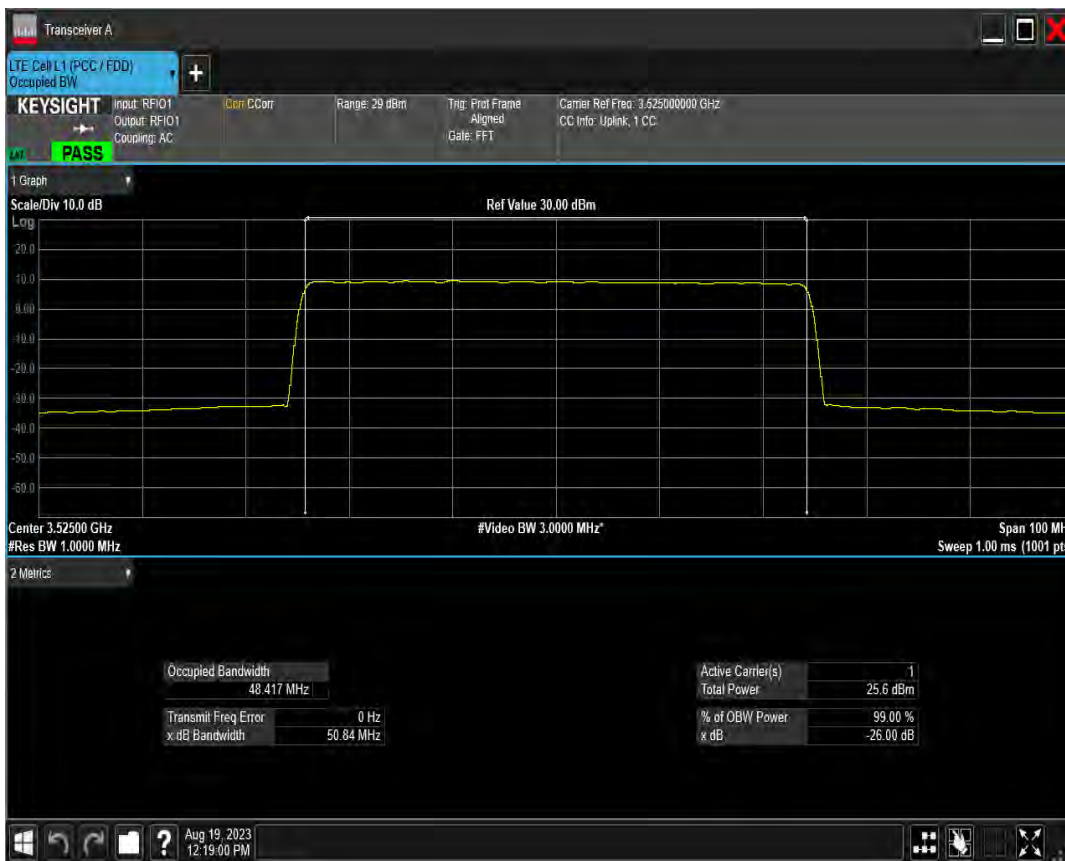 Transceiver A
LTE Cell L1 (PCC / FDD)
Occupied BW
+
KEYSIGHT
Input: RFIO1
Output: RFIO1
Coupling: AC
Corr CCorr
Range: 29 dBm
Trig: Prot Frame
Aligned
Gate: FFT
Carrier Ref Freq: 3.525000000 GHz
CC Info: Uplink, 1 CC
PASS
1 Graph
Scale/Div 10.0 dB
Ref Value 30.00 dBm
Log
20.0
10.0
0.00
-10.0
-20.0
-30.0
-40.0
-50.0
-60.0
Center 3.52500 GHz
#Video BW 3.0000 MHz*
Span 100 MH
#Res BW 1.0000 MHz
Sweep 1.00 ms (1001 pts
2 Metrics
Occupied Bandwidth
48.417 MHz
Transmit Freq Error 0 Hz
x dB Bandwidth 50.84 MHz
Active Carrier(s) 1
Total Power 25.6 dBm
% of OBW Power 99.00 %
x dB -26.00 dB
?
Aug 19, 2023
12:19:00 PM